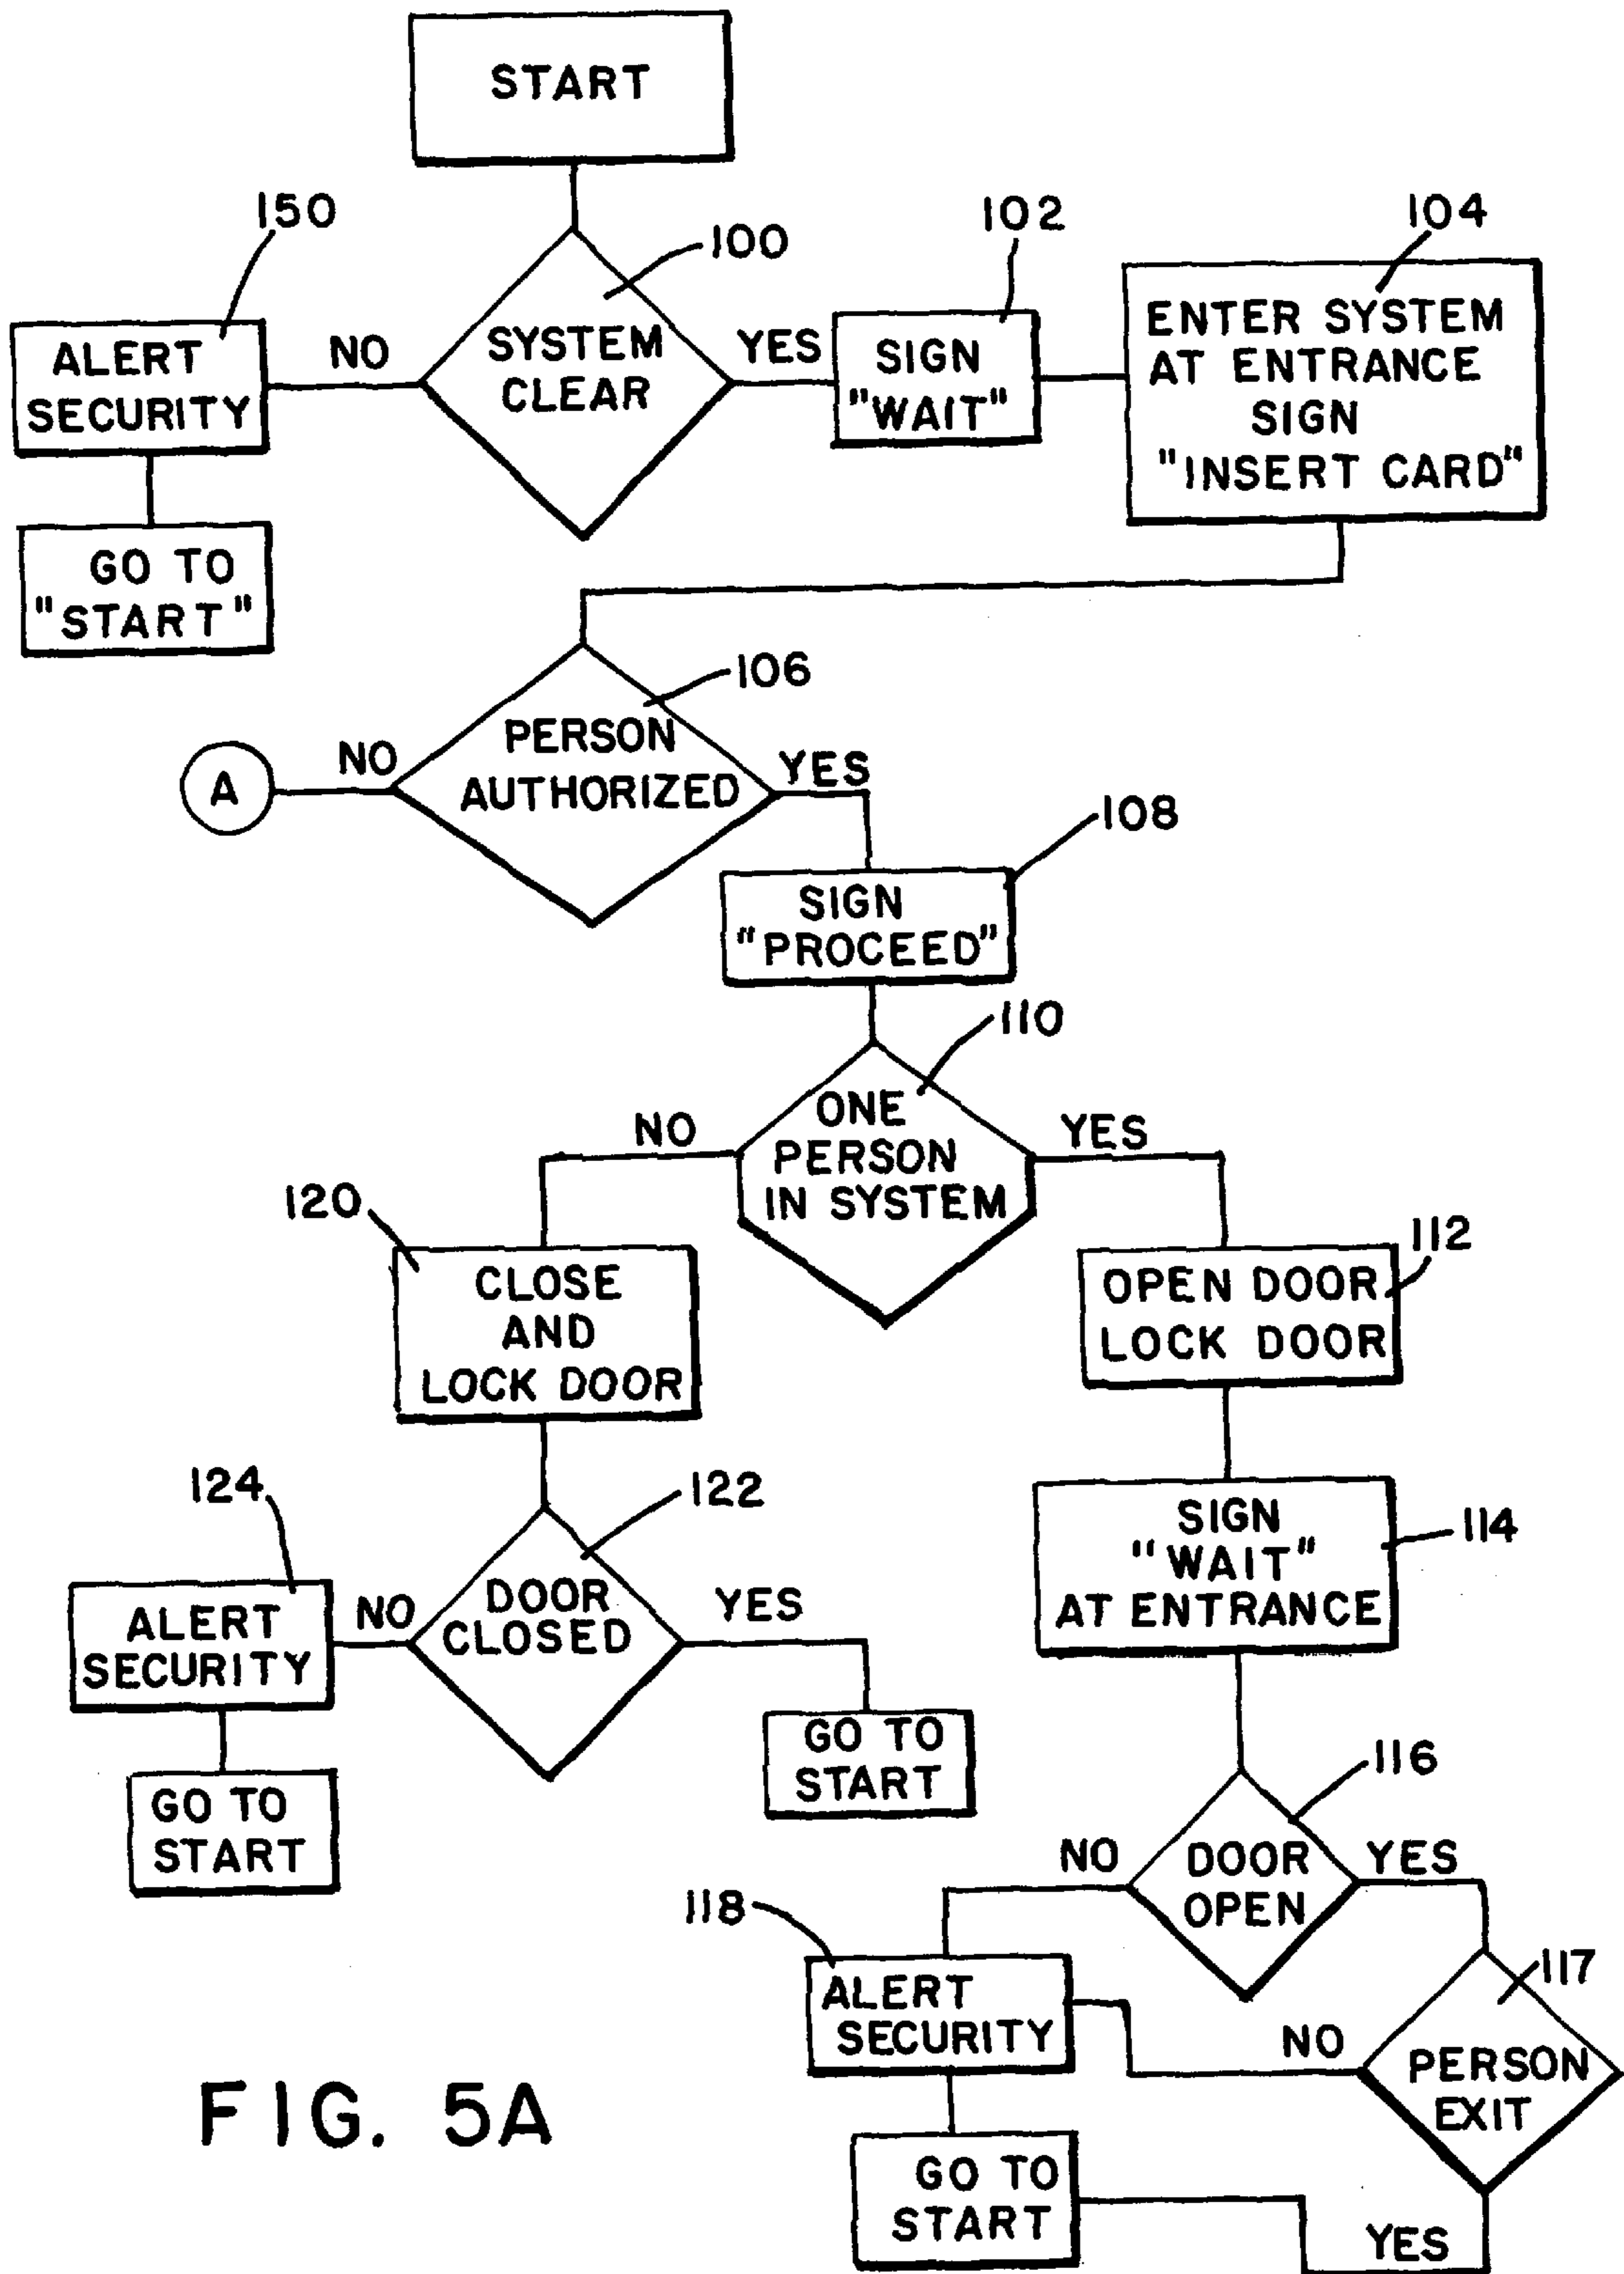 START
150
100
102
104
ALERT
SECURITY
NO
SYSTEM
CLEAR
YES
SIGN
"WAIT"
ENTER SYSTEM
AT ENTRANCE
SIGN
"INSERT CARD"
GO TO
"START"
106
A
NO
PERSON
AUTHORIZED
YES
108
SIGN
"PROCEED"
110
NO
ONE
PERSON
IN SYSTEM
YES
120
CLOSE
AND
LOCK DOOR
112
OPEN DOOR
LOCK DOOR
124
122
ALERT
SECURITY
NO
DOOR
CLOSED
YES
SIGN
"WAIT"
AT ENTRANCE
114
GO TO
START
GO TO
START
116
NO
DOOR
OPEN
YES
118
ALERT
SECURITY
117
NO
PERSON
EXIT
GO TO
START
YES
FIG. 5A